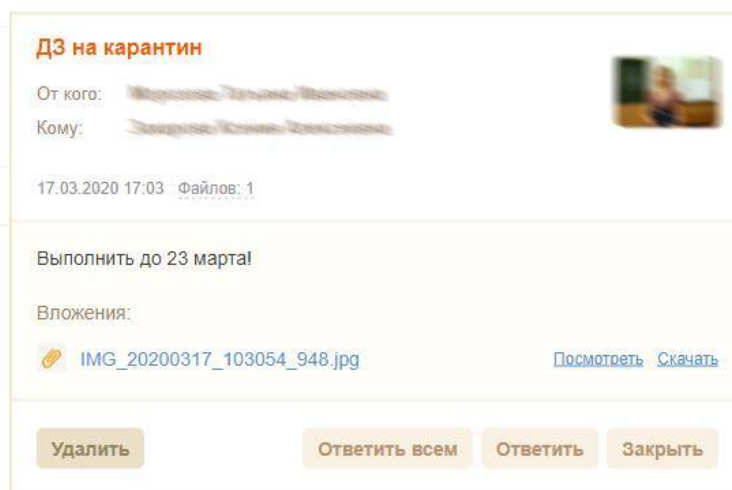 ДЗ на карантин
От кого:
Кому:
17.03.2020 17:03 Файлов: 1
Выполнить до 23 марта!
Вложения:
IMG_20200317_103054_948.jpg Посмотреть Скачать
Удалить Ответить всем Ответить Закрыть